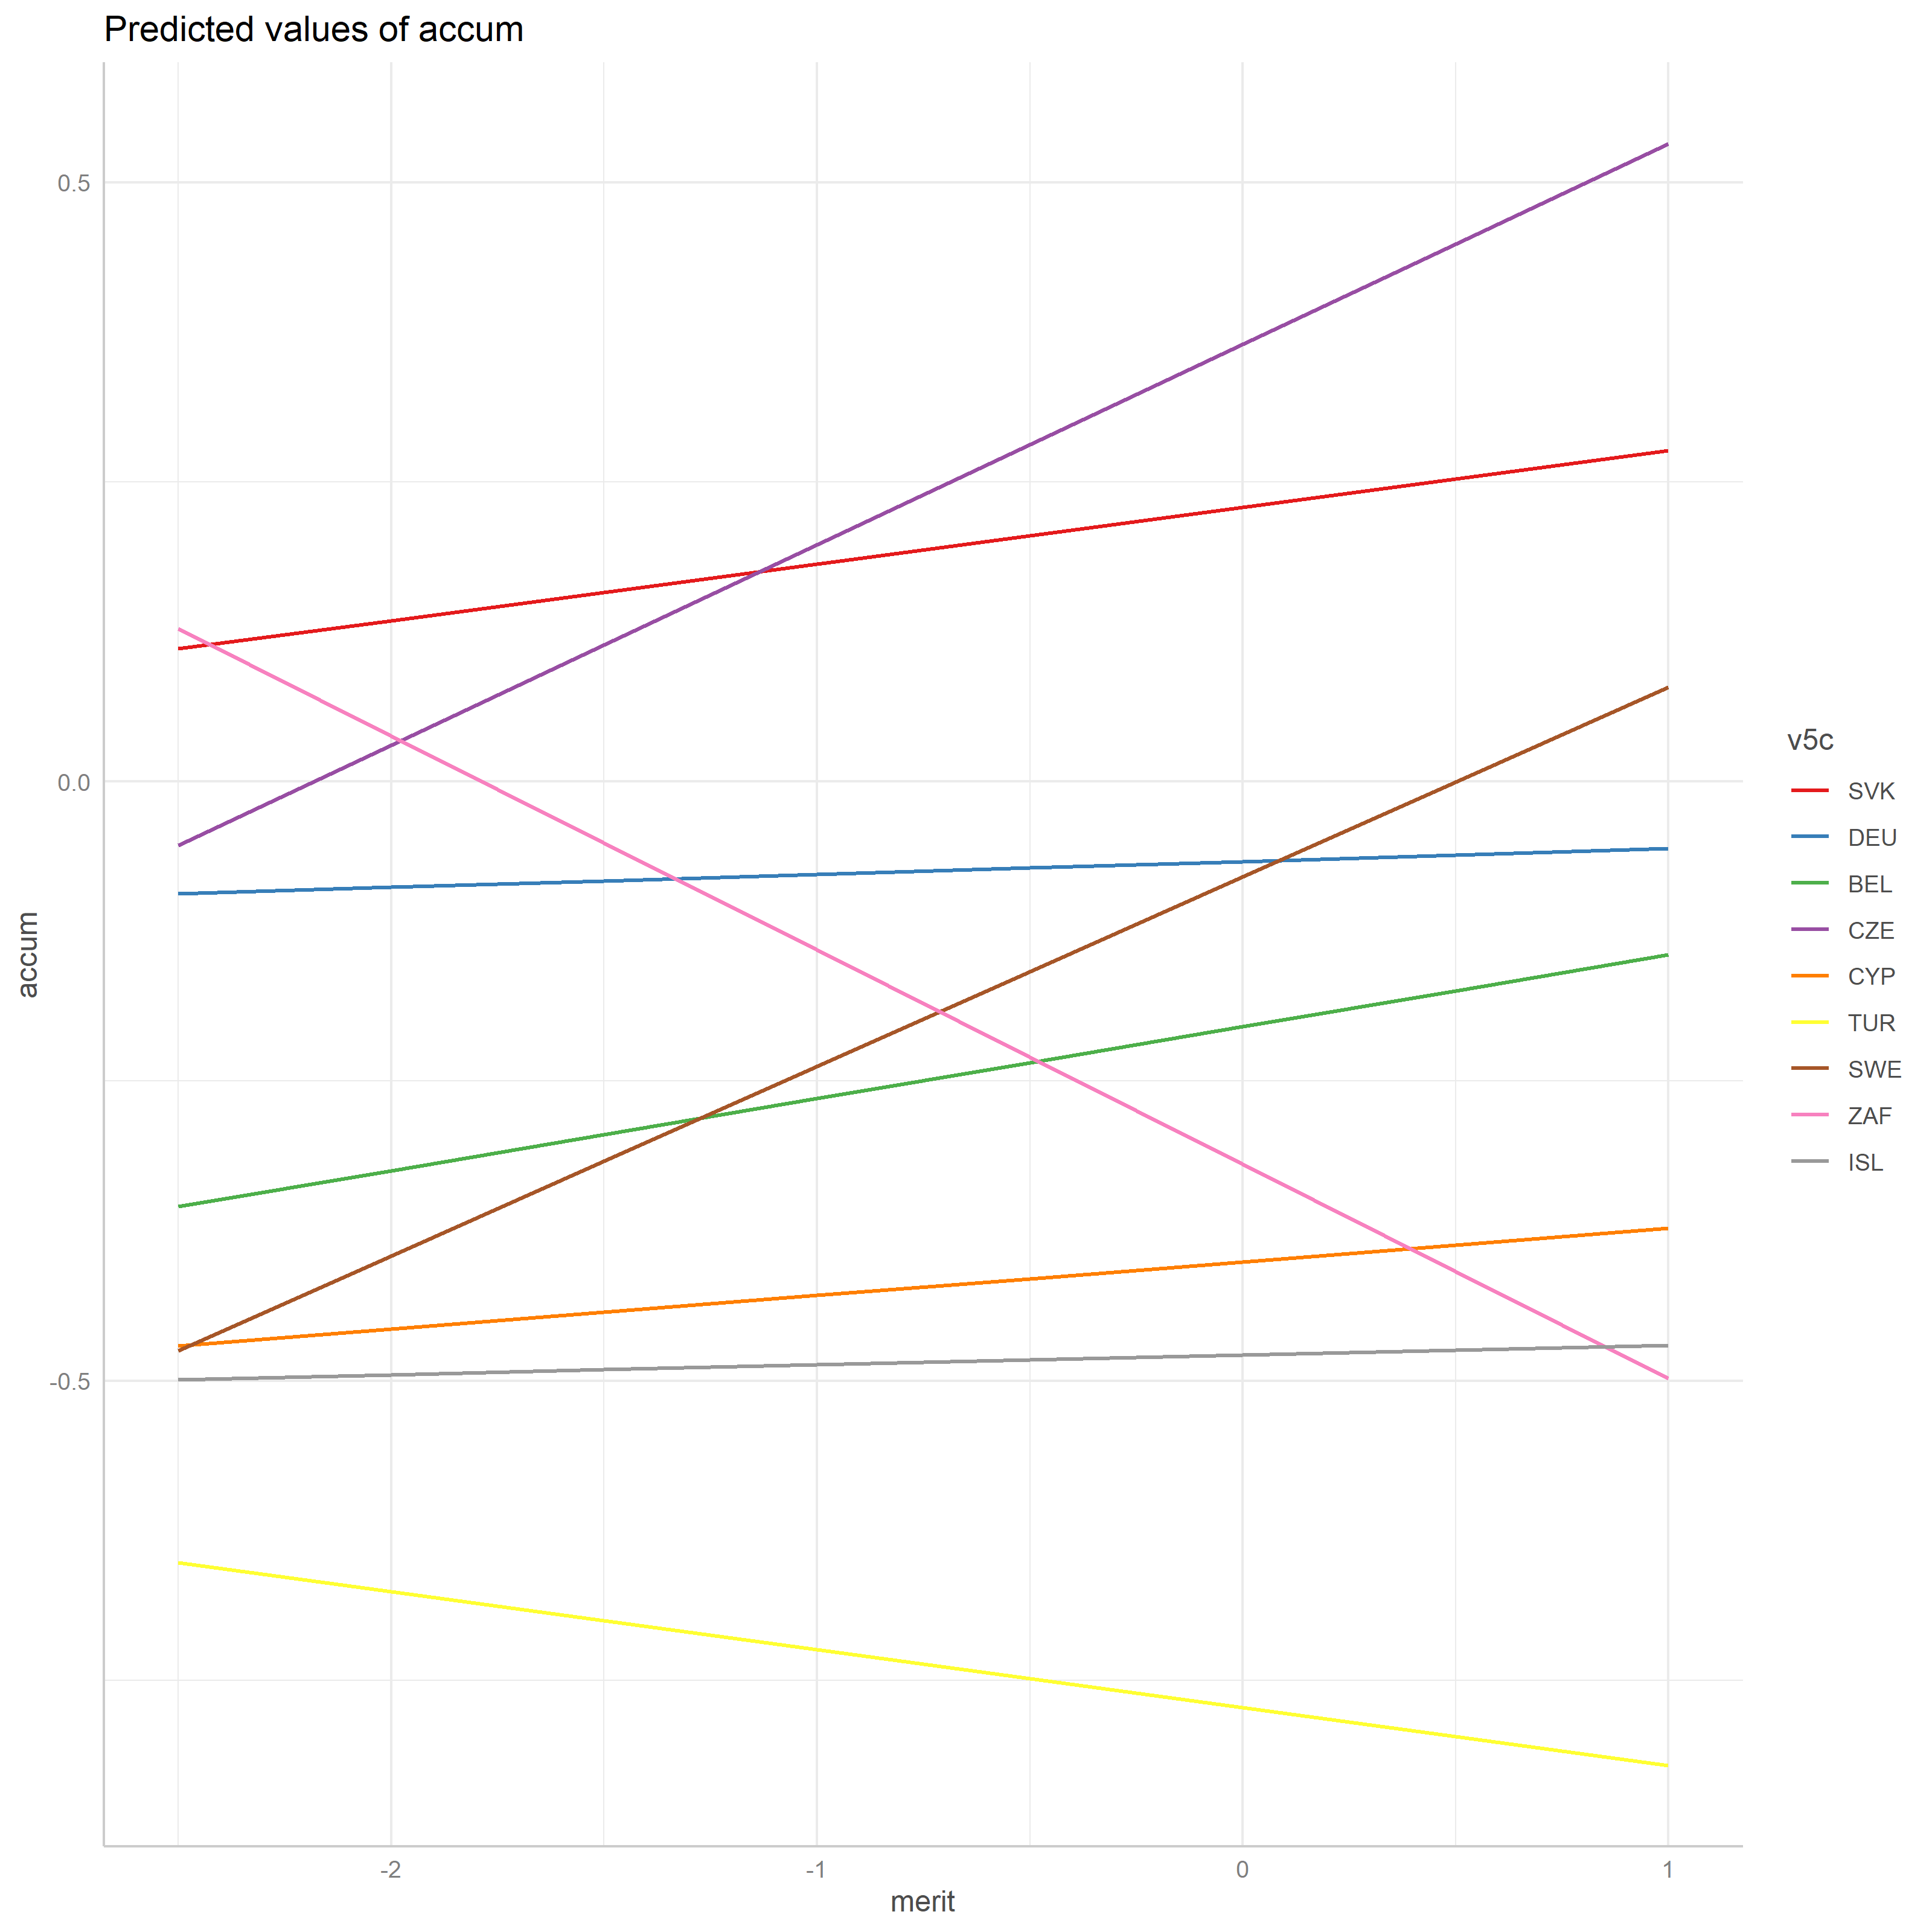 Predicted values of accum
0.5
0.0
-0.5
accum
-2
-1
0
1
merit
v5c
SVK
DEU
BEL
CZE
CYP
TUR
SWE
ZAF
ISL